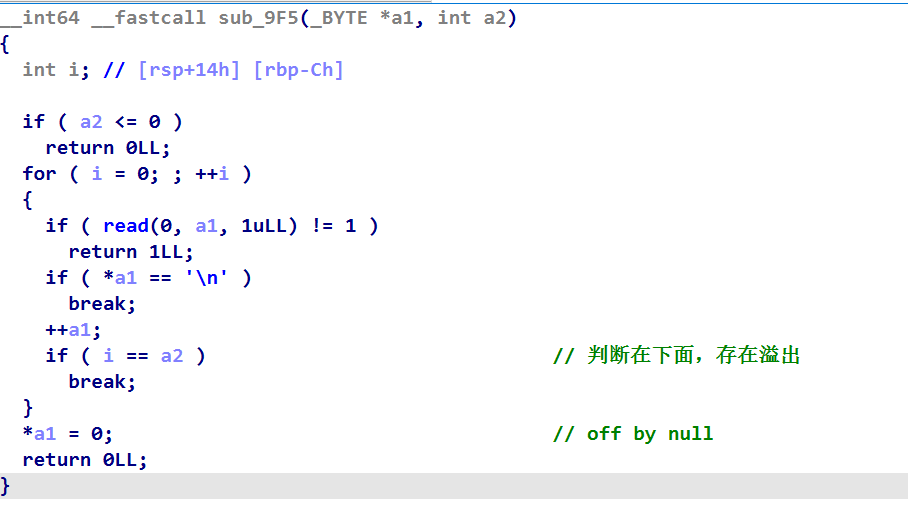 __int64 __fastcall sub_9F5(_BYTE *a1, int a2)
{
  int i; // [rsp+14h] [rbp-Ch]

  if ( a2 <= 0 )
    return 0LL;
  for ( i = 0; ; ++i )
  {
    if ( read(0, a1, 1uLL) != 1 )
      return 1LL;
    if ( *a1 == '\n' )
      break;
    ++a1;
    if ( i == a2 )                              // 判断在下面，存在溢出
      break;
  }
  *a1 = 0;                                      // off by null
  return 0LL;
}